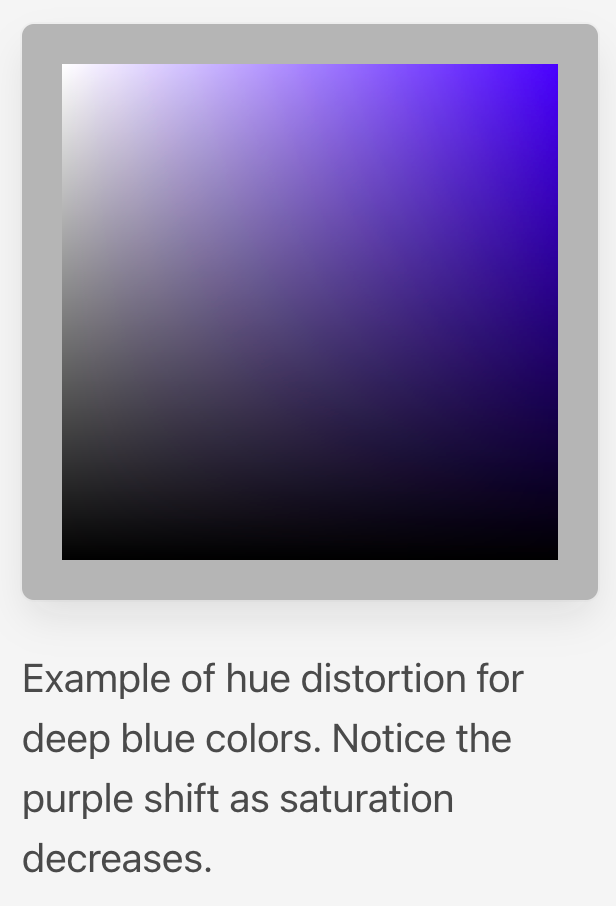 Example of hue distortion for
deep blue colors. Notice the
purple shift as saturation
decreases.